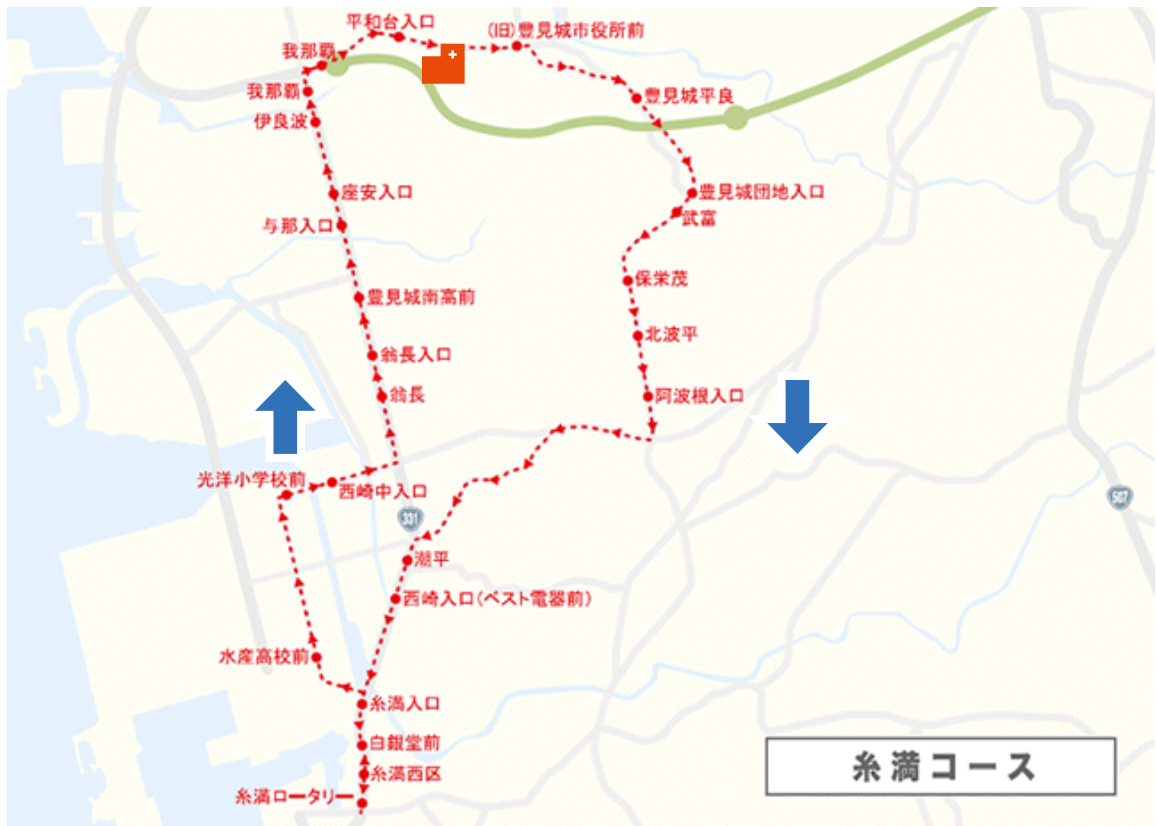 平和台入口
(旧)豊見城市役所前
我那覇
我那覇
豊見城平良
伊良波
座安入口
豊見城団地入口
武富
与那入口
保栄茂
豊見城南高前
北波平
翁長入口
翁長
阿波根入口
光洋小学校前
西崎中入口
507
331
潮平
西崎入口(ベスト電器前)
水産高校前
糸満入口
白銀堂前
糸満コース
糸満西区
糸満ロータリー